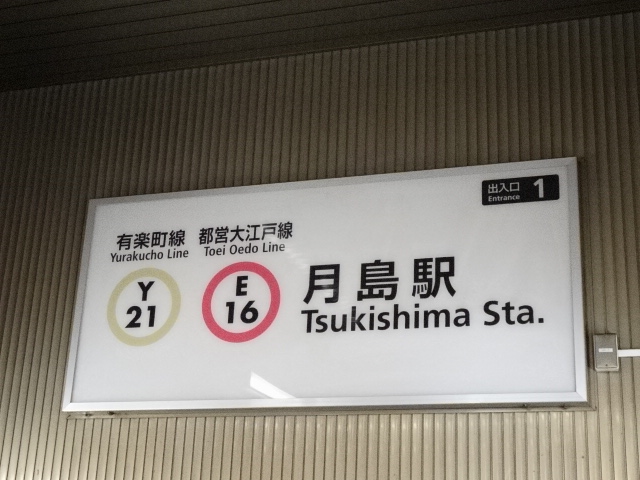 出入口 1
Entrance
有楽町線 都営大江戸線
Yurakucho Line Toei Oedo Line
Y 21
E 16
月島駅
Tsukishima Sta.